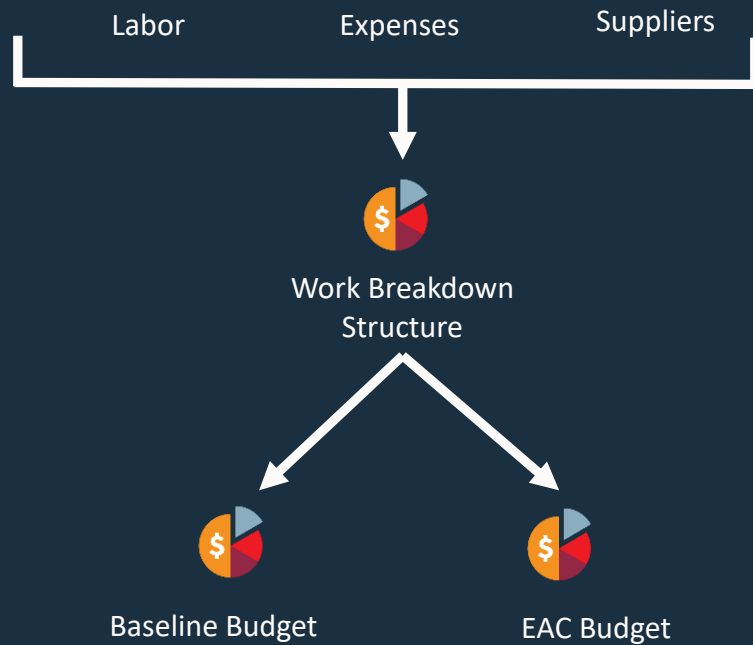 Labor
Expenses
Suppliers
$
Work Breakdown
Structure
$
$
Baseline Budget
EAC Budget